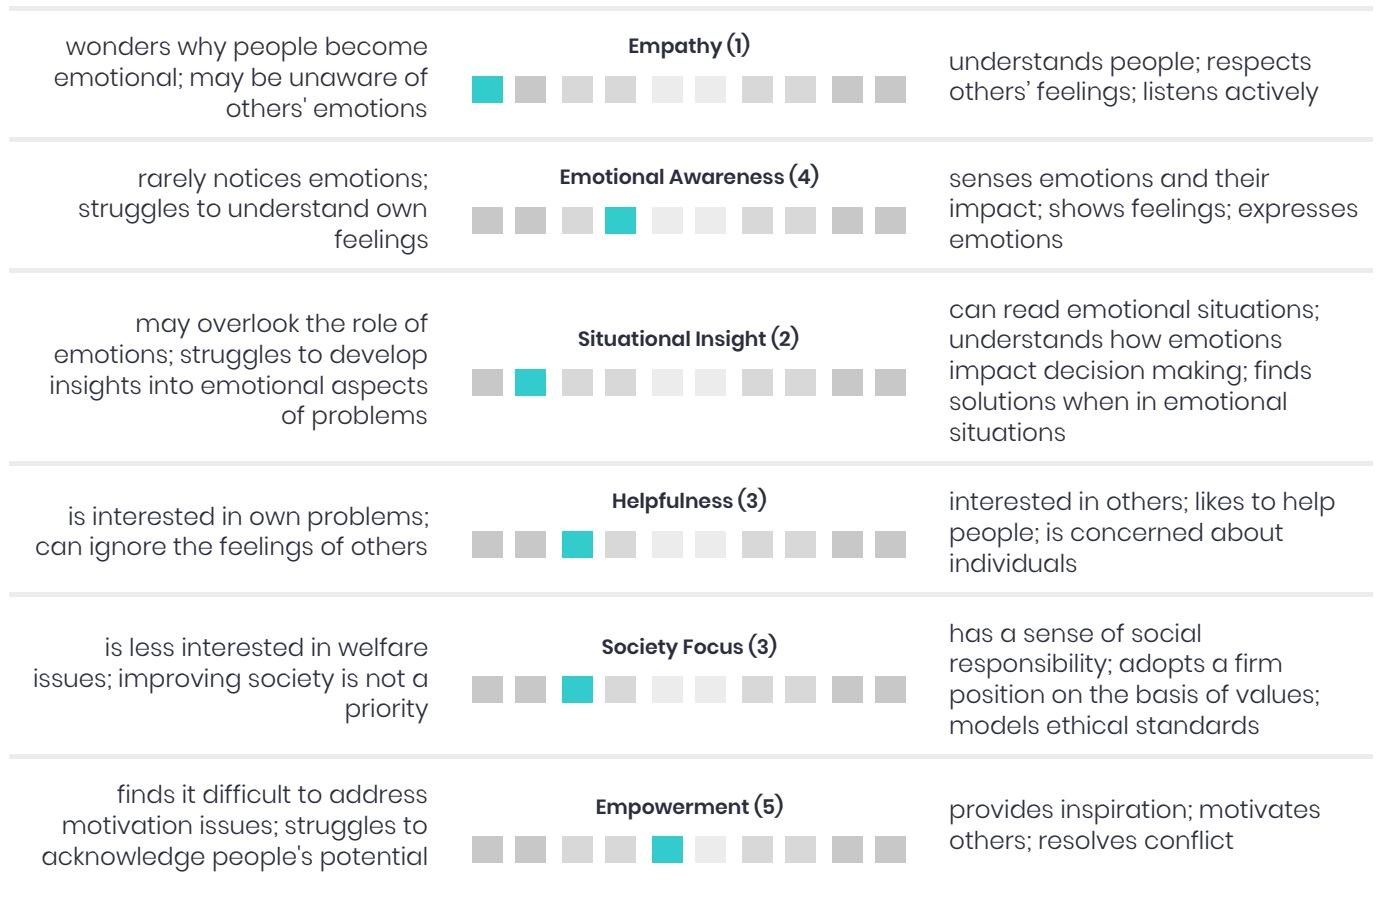 wonders why people become
emotional; may be unaware of
others' emotions
Empathy (1)
understands people; respects
others’ feelings; listens actively
rarely notices emotions;
struggles to understand own
feelings
Emotional Awareness (4)
senses emotions and their
impact; shows feelings; expresses
emotions
may overlook the role of
emotions; struggles to develop
insights into emotional aspects
of problems
Situational Insight (2)
can read emotional situations;
understands how emotions
impact decision making; finds
solutions when in emotional
situations
is interested in own problems;
can ignore the feelings of others
Helpfulness (3)
interested in others; likes to help
people; is concerned about
individuals
is less interested in welfare
issues; improving society is not a
priority
Society Focus (3)
has a sense of social
responsibility; adopts a firm
position on the basis of values;
models ethical standards
finds it difficult to address
motivation issues; struggles to
acknowledge people's potential
Empowerment (5)
provides inspiration; motivates
others; resolves conflict